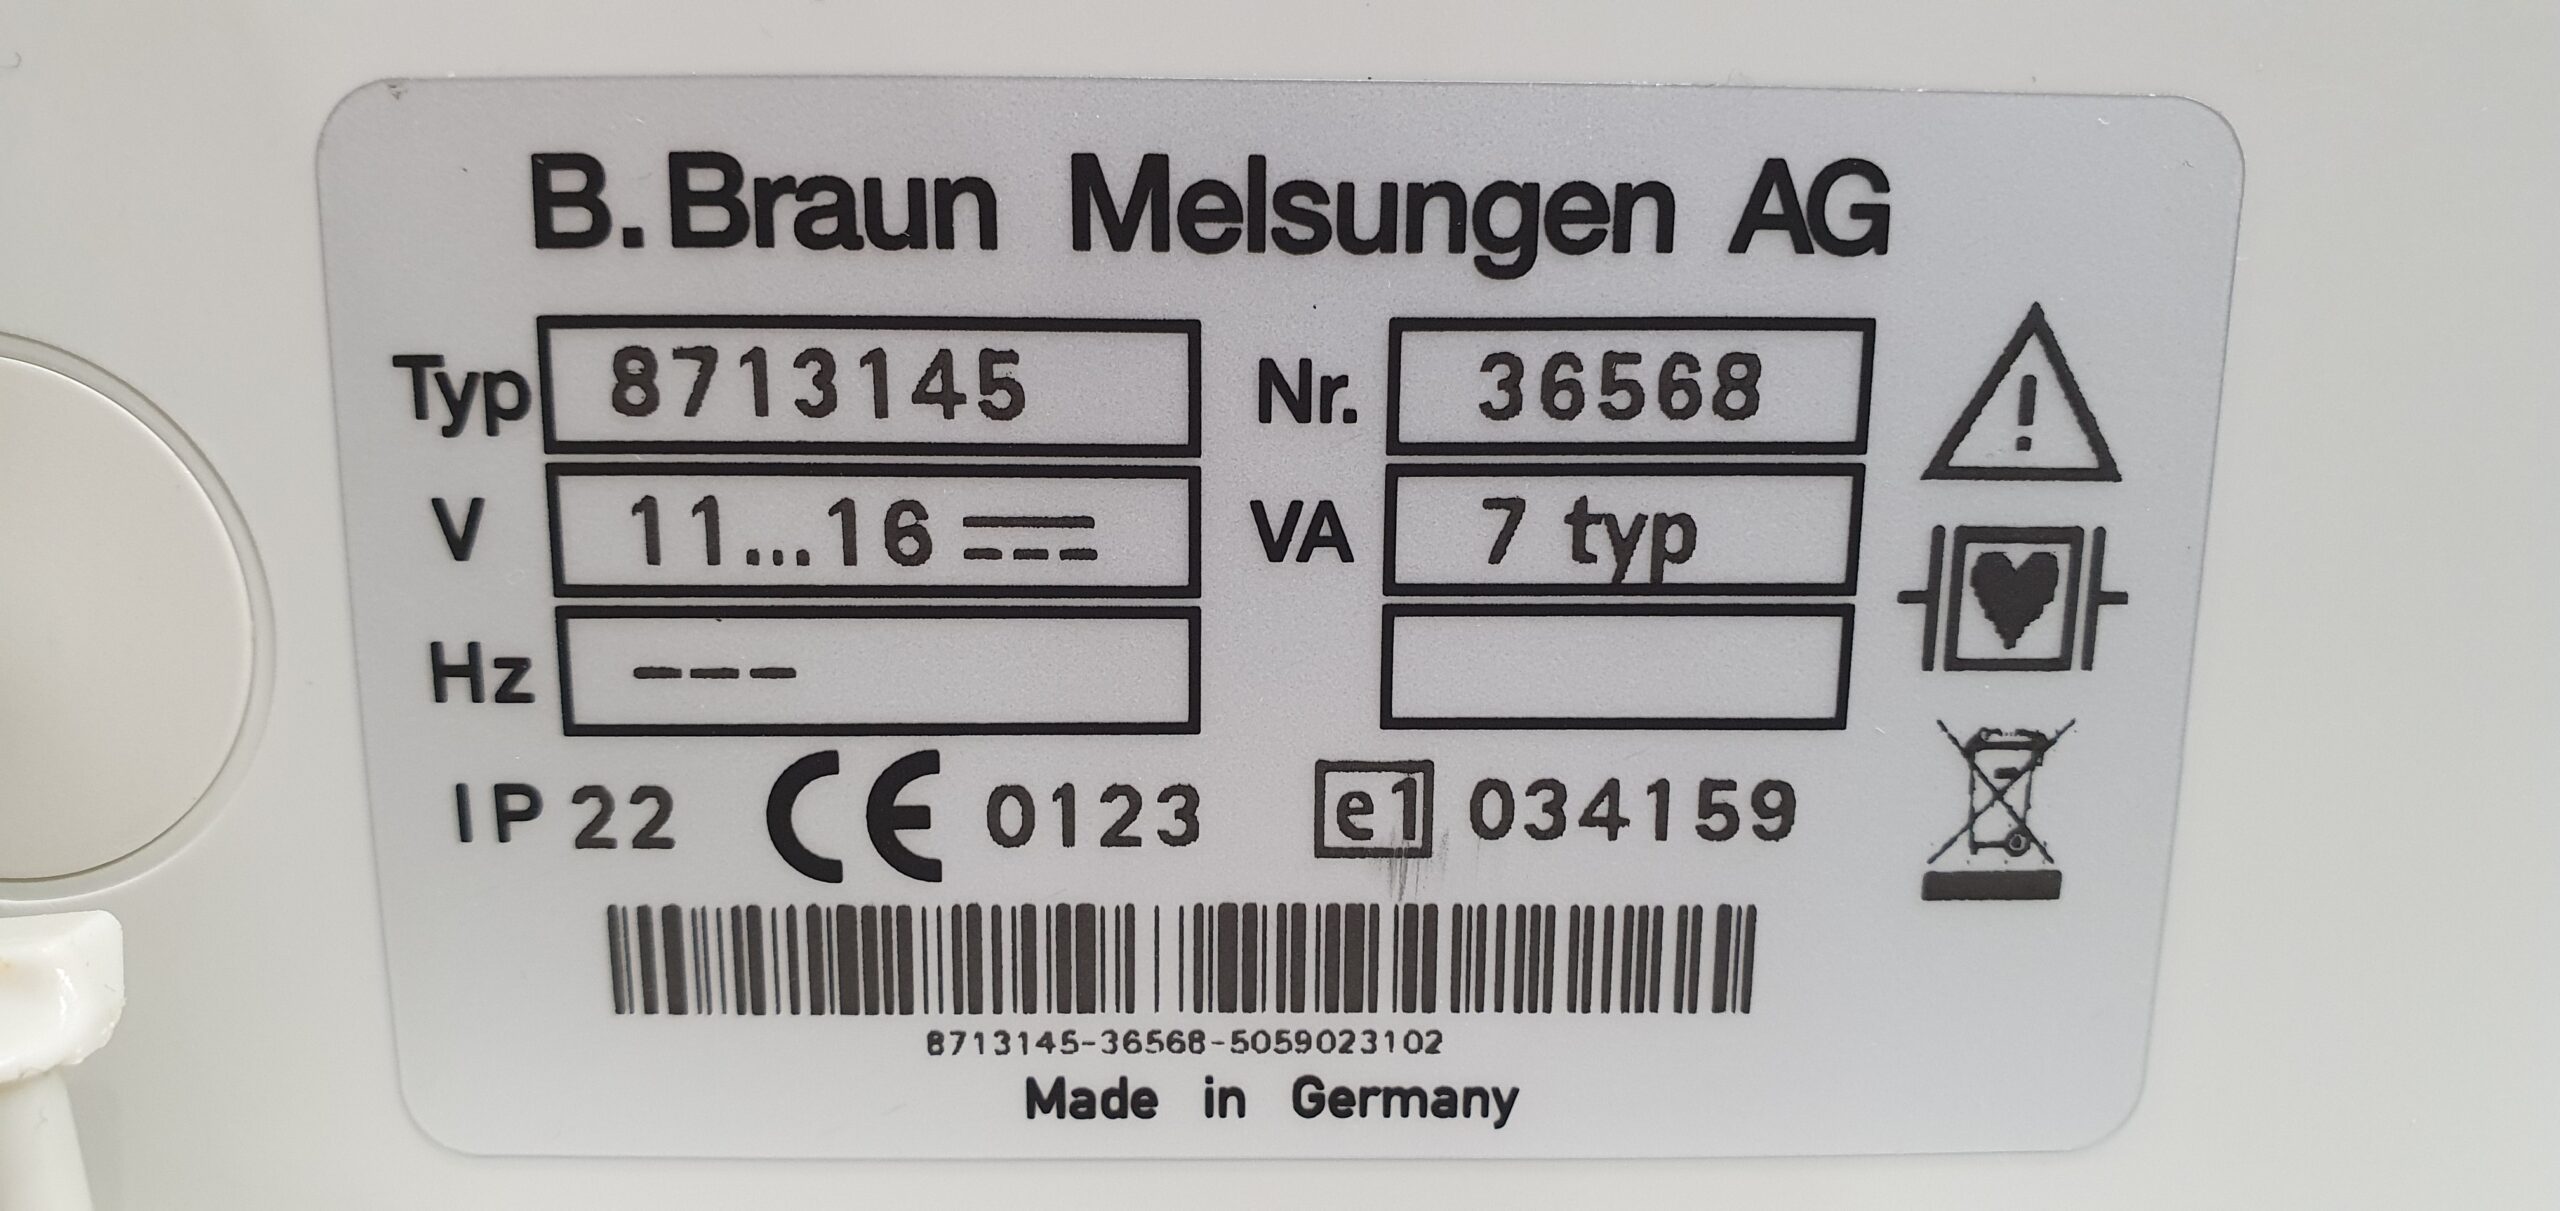 B. Braun Melsungen AG
Typ 8713145 Nr. 36568
V 11...16 ⎓ VA 7 typ
Hz ---
IP 22 CE 0123 e1 034159
8713145-36568-5059023102
Made in Germany